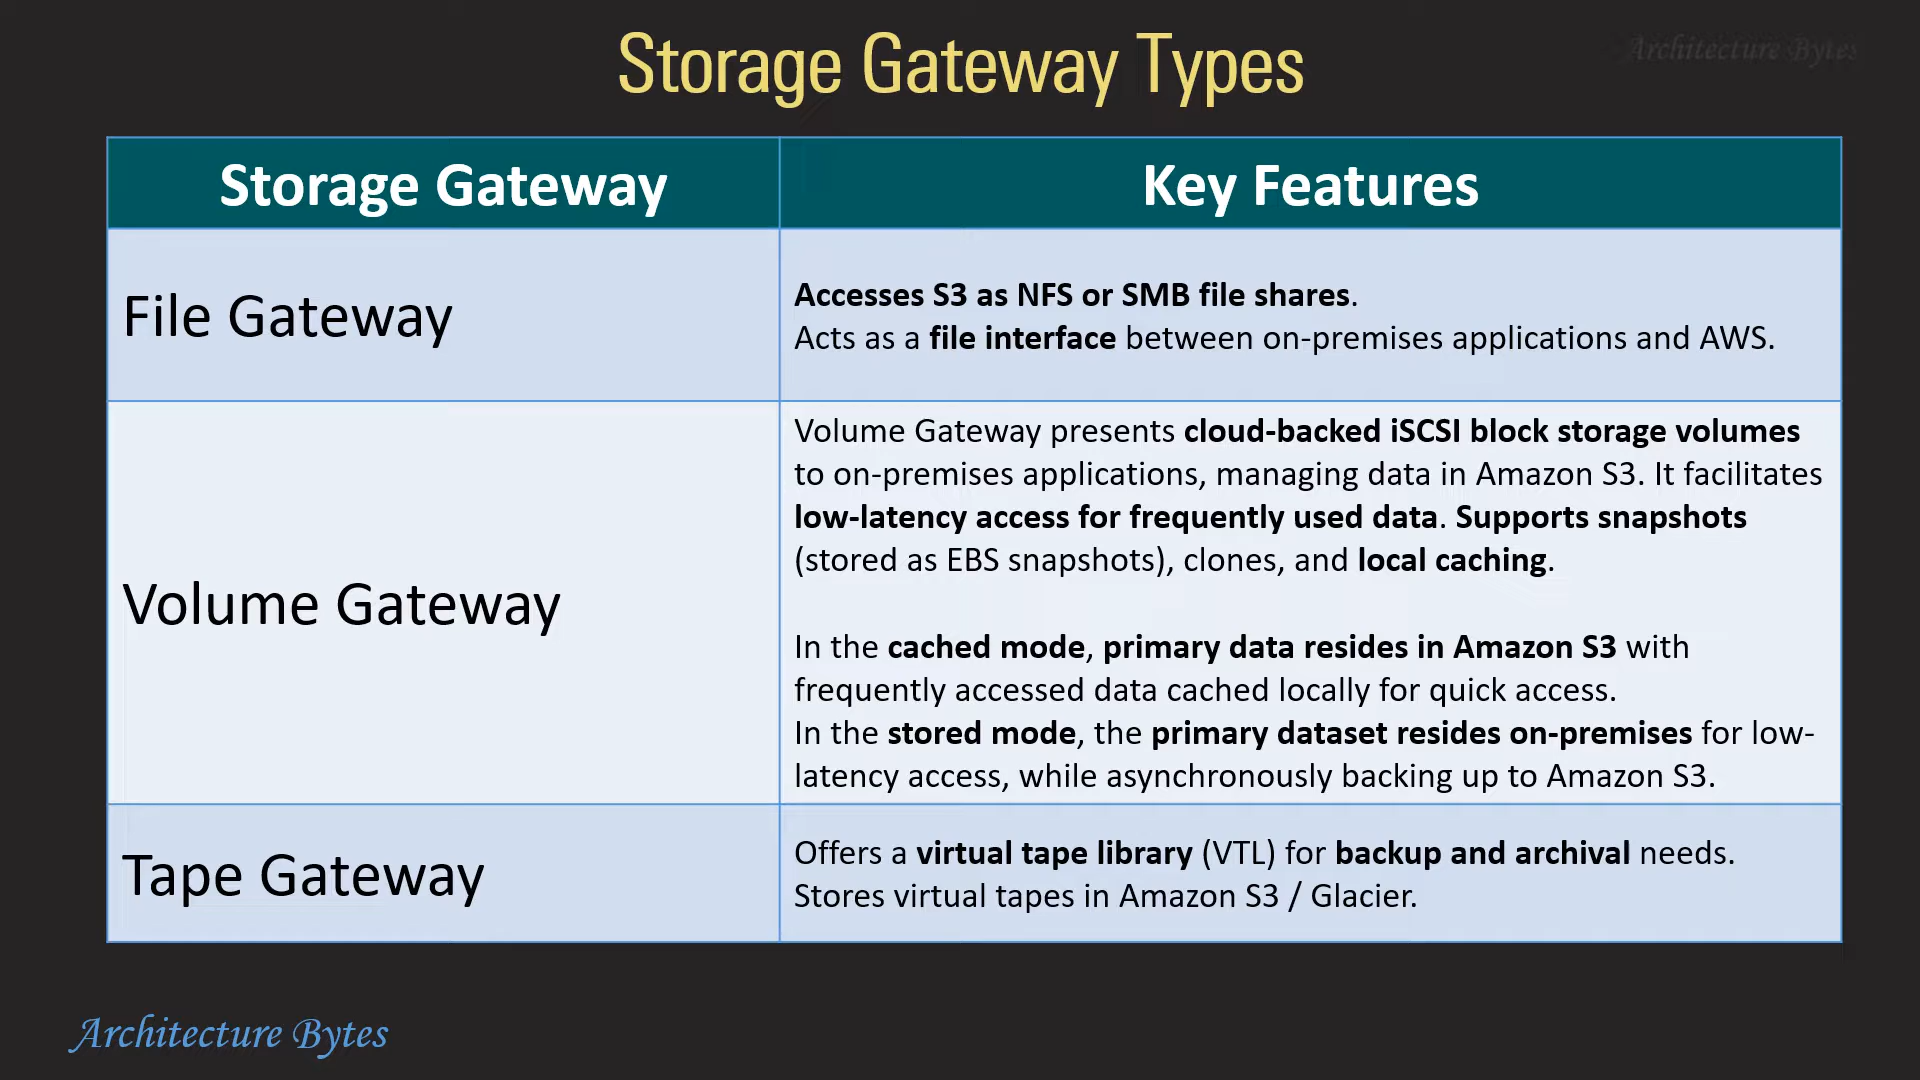 Architecture Bytes
Storage Gateway Types
Storage Gateway
Key Features
File Gateway
Accesses S3 as NFS or SMB file shares.
Acts as a file interface between on-premises applications and AWS.
Volume Gateway
Volume Gateway presents cloud-backed iSCSI block storage volumes
to on-premises applications, managing data in Amazon S3. It facilitates
low-latency access for frequently used data. Supports snapshots
(stored as EBS snapshots), clones, and local caching.
In the cached mode, primary data resides in Amazon S3 with
frequently accessed data cached locally for quick access.
In the stored mode, the primary dataset resides on-premises for low-
latency access, while asynchronously backing up to Amazon S3.
Tape Gateway
Offers a virtual tape library (VTL) for backup and archival needs.
Stores virtual tapes in Amazon S3 / Glacier.
Architecture Bytes